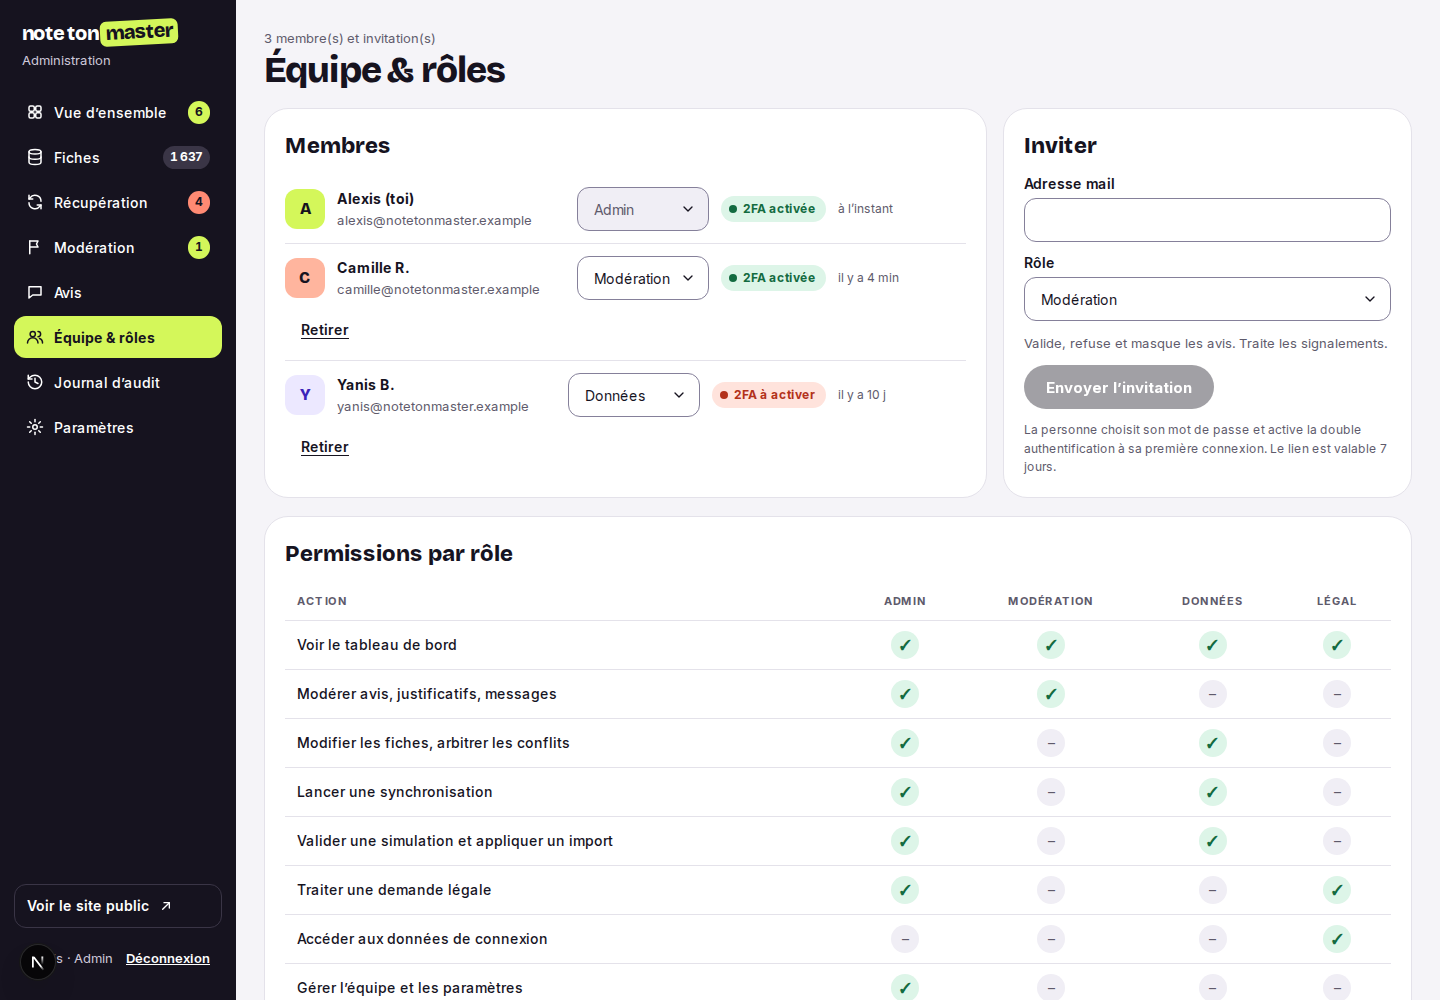 note ton master
Administration
Vue d’ensemble 6
Fiches 1 637
Récupération 4
Modération 1
Avis
Équipe & rôles
Journal d’audit
Paramètres
Voir le site public
s · Admin Déconnexion
3 membre(s) et invitation(s)
Équipe & rôles
Membres
A Alexis (toi) Admin 2FA activée à l’instant
alexis@notetonmaster.example
C Camille R. Modération 2FA activée il y a 4 min
camille@notetonmaster.example
Retirer
Y Yanis B. Données 2FA à activer il y a 10 j
yanis@notetonmaster.example
Retirer
Inviter
Adresse mail
Rôle
Modération
Valide, refuse et masque les avis. Traite les signalements.
Envoyer l’invitation
La personne choisit son mot de passe et active la double
authentification à sa première connexion. Le lien est valable 7
jours.
Permissions par rôle
ACTION ADMIN MODÉRATION DONNÉES LÉGAL
Voir le tableau de bord ✓ ✓ ✓ ✓
Modérer avis, justificatifs, messages ✓ ✓ – –
Modifier les fiches, arbitrer les conflits ✓ – ✓ –
Lancer une synchronisation ✓ – ✓ –
Valider une simulation et appliquer un import ✓ – ✓ –
Traiter une demande légale ✓ – – ✓
Accéder aux données de connexion – – – ✓
Gérer l’équipe et les paramètres ✓ – – –